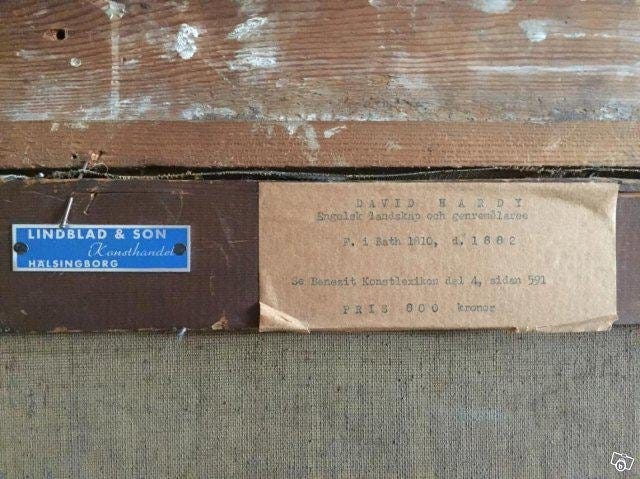 LINDBLAD & SON
Konsthandel
HÄLSINGBORG
DAVID HARDY
Engelsk landskap och genremålare
F. i Bath 1810, d. 1882
Se Benezit Konstlexikon del 4, sidan 591
PRIS 600 kronor